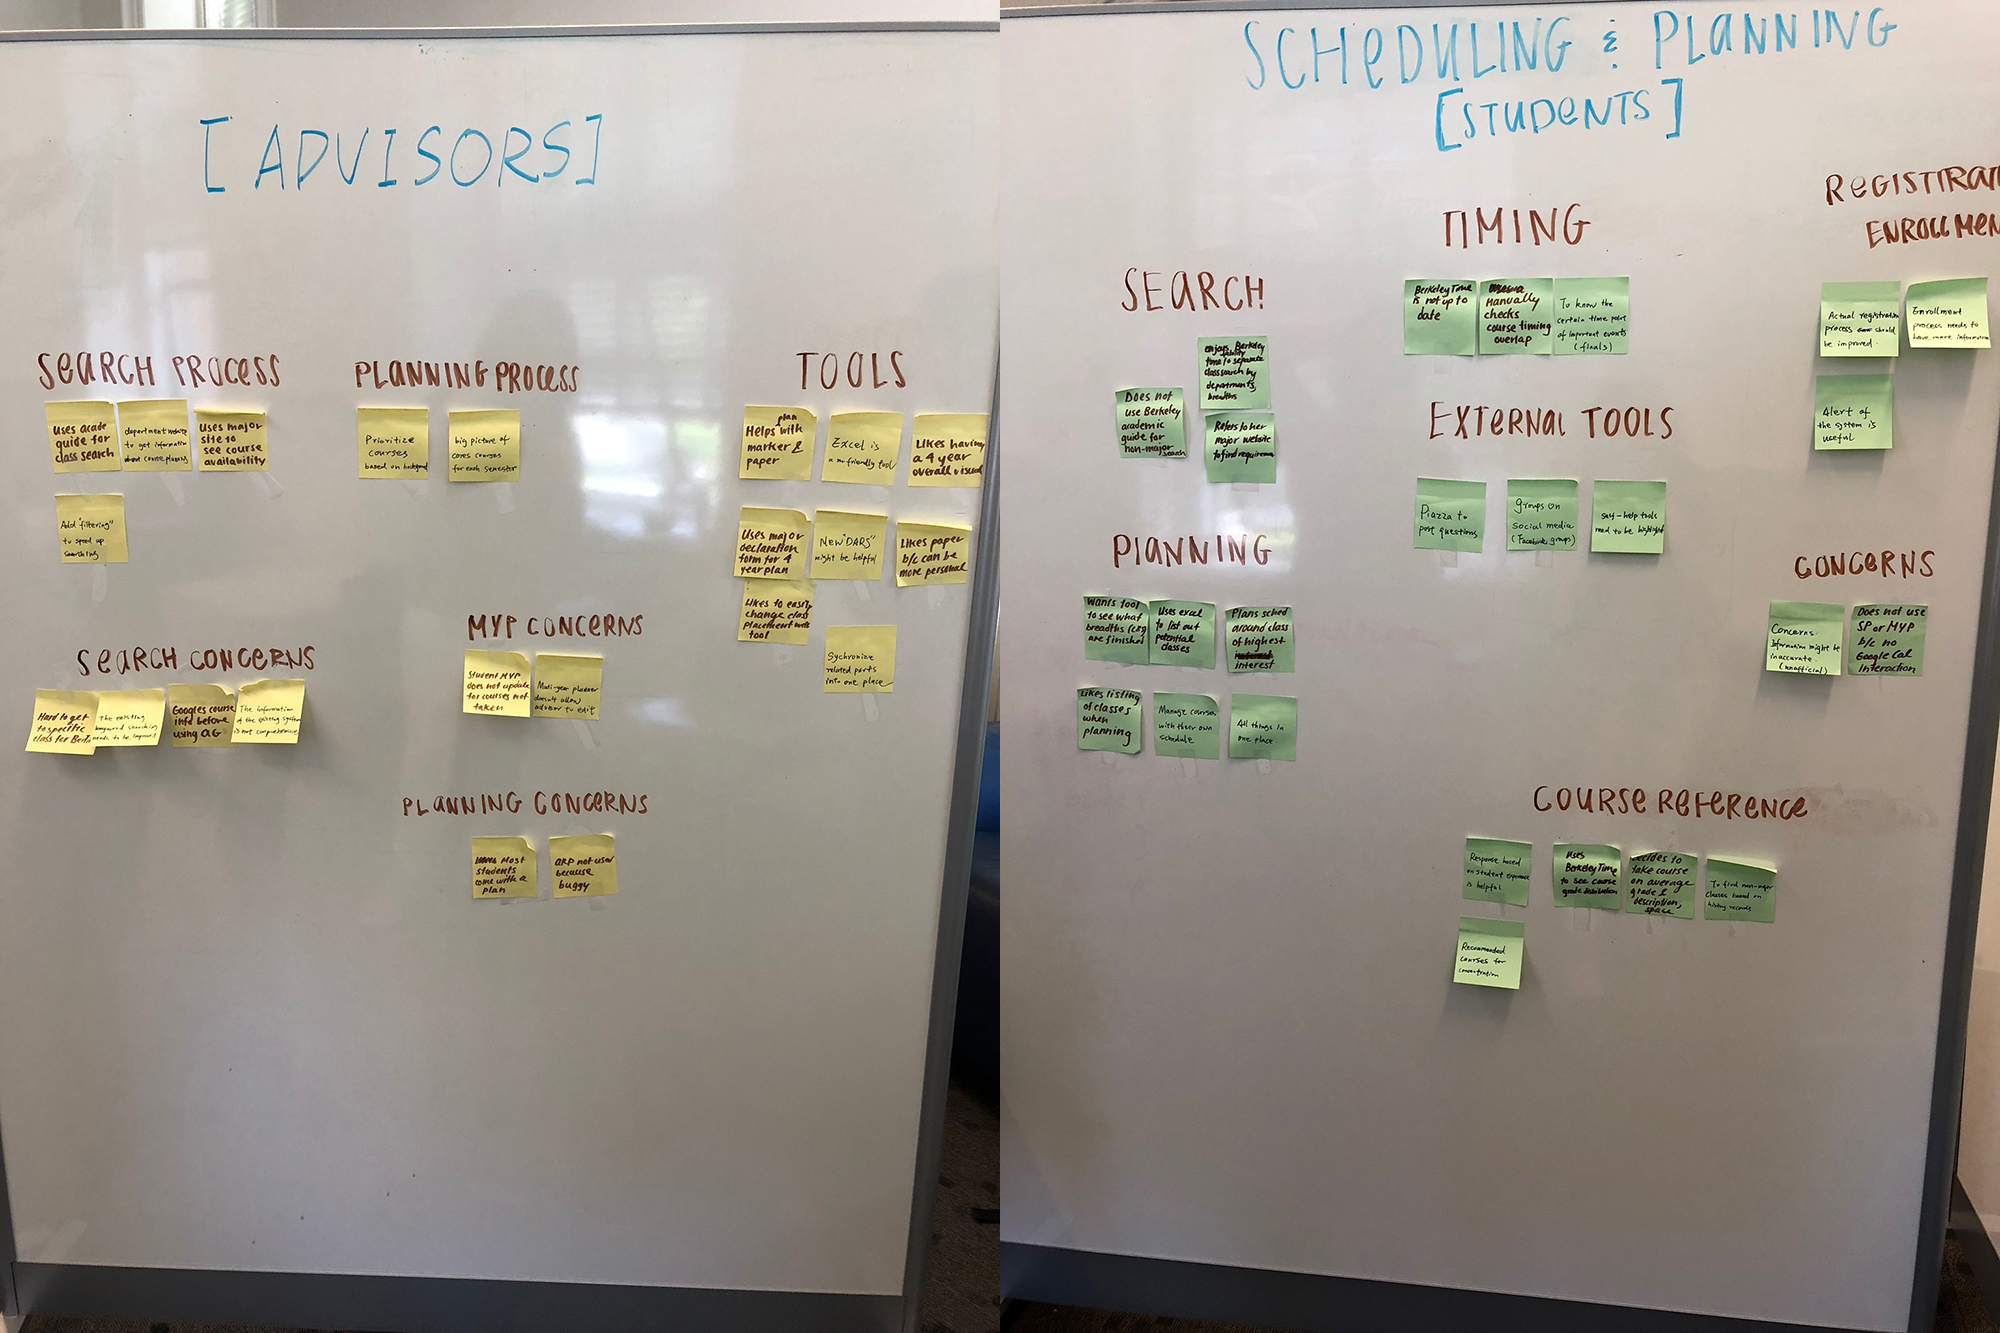 [ADVISORS]
SEARCH PROCESS
Uses acade
guide for
class search
department website
to get information
about course planning
Uses major
site to
see course
availability
Add "filtering"
to speed up
searching
PLANNING PROCESS
Prioritize
courses
based on
big picture of
cores courses
for each semester
TOOLS
plan
Helps with
marker &
paper
Excel is
a friendly tool
Likes having
a 4 year
overall visual
Uses major
declaration
form for 4
year plan
New "DARS"
might be helpful
Likes paper
b/c can be
more personal
Likes to easily
change class
placement with
tool
Sychronize
related parts
into one place
SEARCH CONCERNS
Hard to get
to specific
class for
The existing
keyword searching
needs to be improved
Googles course
info before
using AG
The information
of the existing system
is not comprehensive
MYP CONCERNS
Student MYP
does not update
for courses not
taken
Multi-year planner
doesn't allow
advisor to edit
PLANNING CONCERNS
Most
students
come with a
plan
ARP not used
because
buggy
SCHEDULING & PLANNING
[STUDENTS]
SEARCH
enjoys Berkeley
ability
time to separate
class search by
departments,
breadths
Does not
use Berkeley
academic
guide for
non-major
search
Refers to her
major website
to find requirem
TIMING
BerkeleyTime
is not up to
date
Manually
checks
course timing
overlap
To know the
certain time point
of important events
(finals)
REGISTIRAT
ENROLLMEN
Actual registration
process should
be improved.
Enrollment
process needs to
have more information
Alert of
the system is
useful
EXTERNAL TOOLS
Piazza to
post questions
groups on
social media
(Facebook groups)
self-help tools
need to be highlighted
PLANNING
Wants tool
to see what
breadths
are finished
Uses excel
to list out
potential
classes
Plans sched
around class
of highest
interest
Likes listing
of classes
when
planning
Manage courses
with their own
schedule
All things in
one place.
CONCERNS
Concerns:
Information might be
inaccurate.
(unofficial)
Does not use
SP or MYP
b/c no
Google Cal
Interaction
COURSE REFERENCE
Response based
on student experience
is helpful
Uses
BerkeleyTime
to see course
grade distribution
Decides to
take course
on average
grade &
description,
space
To find non-major
classes based on
history records
Recommended
courses for
concentration